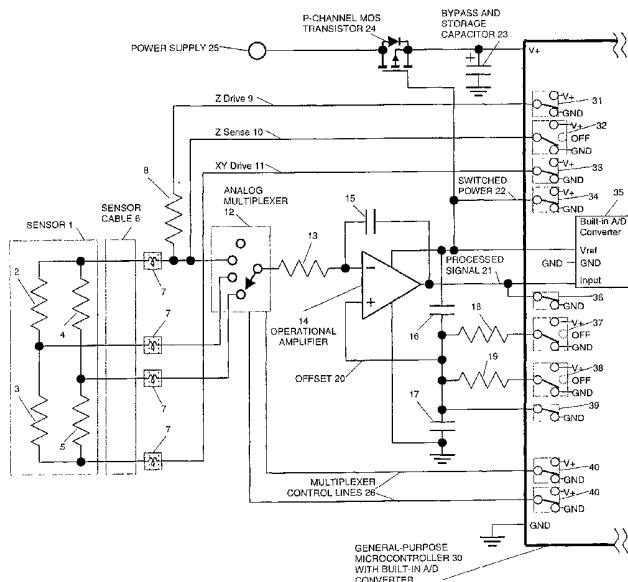 P-CHANNEL MOS
TRANSISTOR 24
BYPASS AND
STORAGE
CAPACITOR 23
POWER SUPPLY 25
+
V+
Z Drive 9
V+
GND
31
Z Sense 10
V+
OFF
GND
32
XY Drive 11
V+
GND
33
8
SWITCHED
POWER 22
V+
GND
34
35
Built-in A/D
Converter
Vref
GND
GND
Input
SENSOR 1
SENSOR
CABLE 6
ANALOG
MULTIPLEXER
12
13
15
PROCESSED
SIGNAL 21
V+
GND
36
2
4
7
7
7
7
3
5
−
+
14
OPERATIONAL
AMPLIFIER
16
18
V+
OFF
GND
37
19
V+
OFF
GND
38
OFFSET 20
17
V+
GND
39
MULTIPLEXER
CONTROL LINES 26
V+
GND
40
V+
GND
40
GND
GENERAL-PURPOSE
MICROCONTROLLER 30
WITH BUILT-IN A/D
CONVERTER